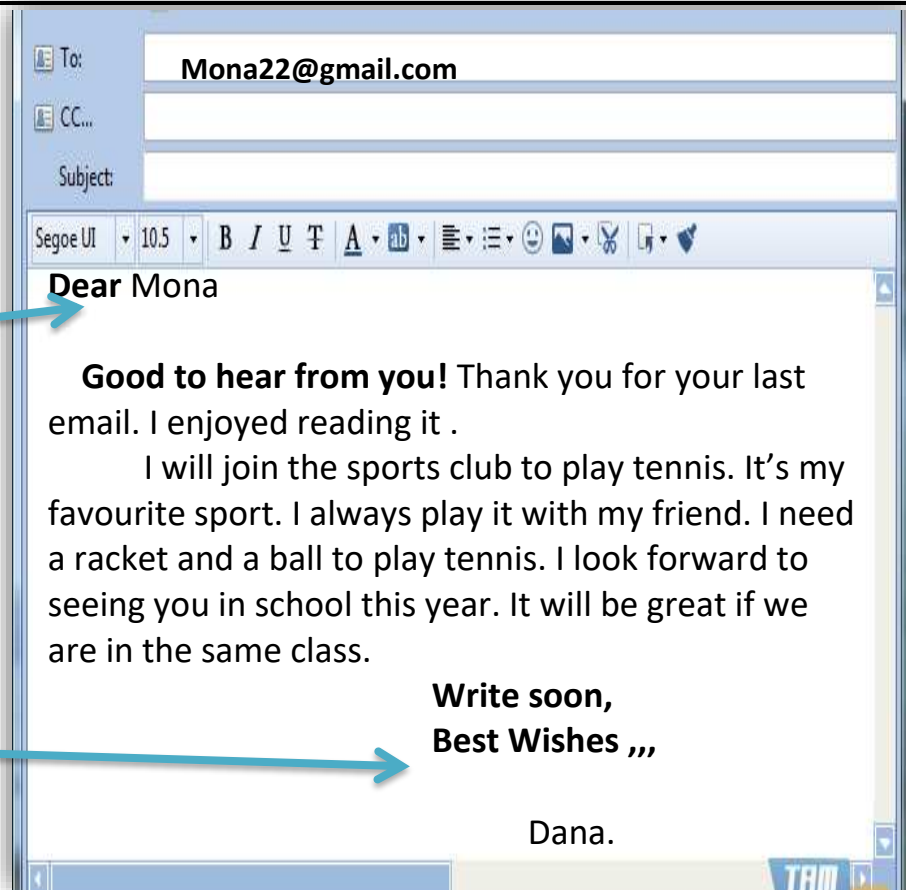 To:
Mona22@gmail.com
CC...
Subject:
Segoe UI 10.5 B I U T A ab
Dear Mona
Good to hear from you! Thank you for your last
email. I enjoyed reading it .
I will join the sports club to play tennis. It’s my
favourite sport. I always play it with my friend. I need
a racket and a ball to play tennis. I look forward to
seeing you in school this year. It will be great if we
are in the same class.
Write soon,
Best Wishes ,,,
Dana.
TAM